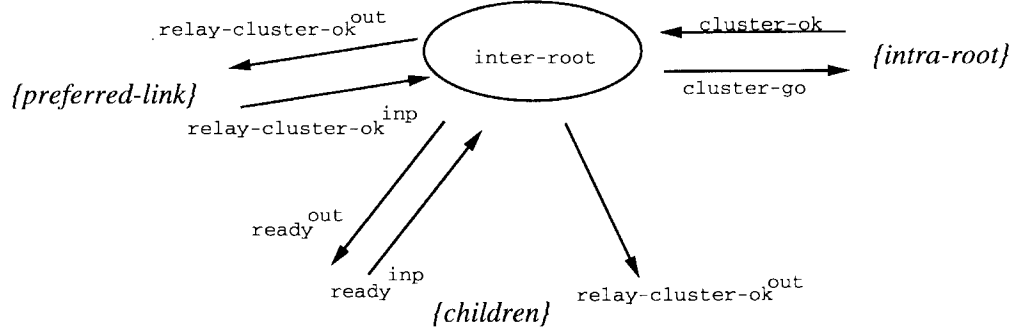 relay-cluster-ok^out
cluster-ok
inter-root
{intra-root}
{preferred-link}
cluster-go
relay-cluster-ok^inp
ready^out
ready^inp
relay-cluster-ok^out
{children}